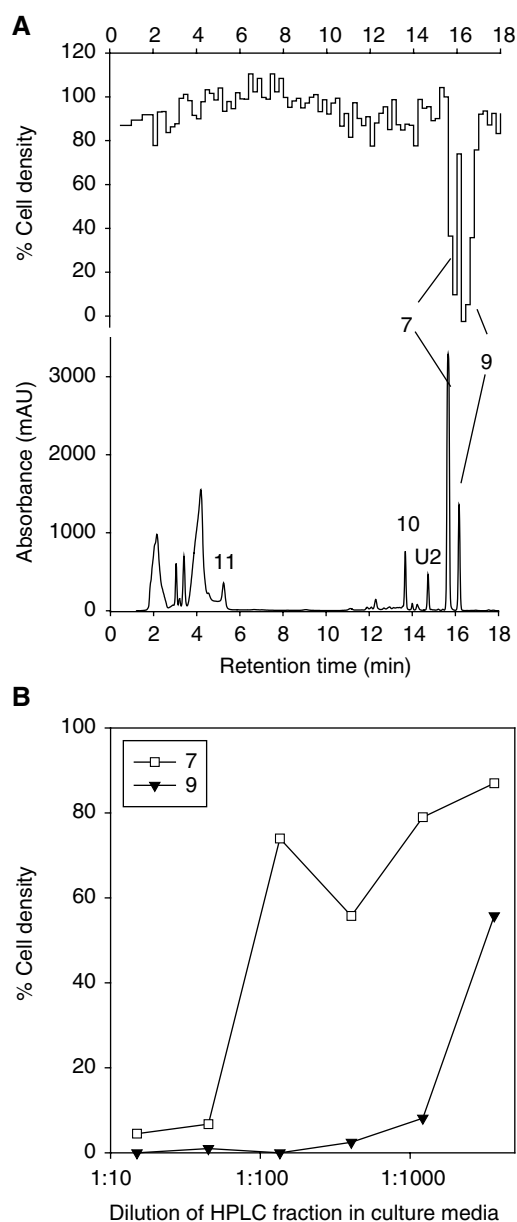 A
0 2 4 6 8 10 12 14 16 18
120
100
80
60
40
20
0
% Cell density
7
9
3000
2000
1000
0
Absorbance (mAU)
11
10
U2
0 2 4 6 8 10 12 14 16 18
Retention time (min)
B
100
80
60
40
20
0
% Cell density
7
9
1:10 1:100 1:1000
Dilution of HPLC fraction in culture media